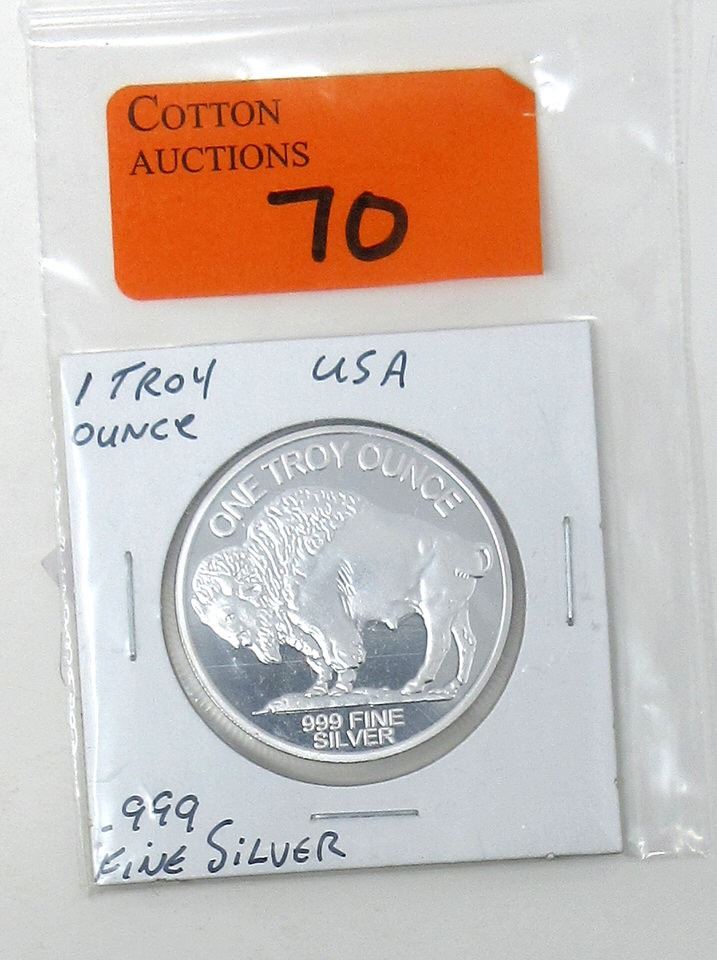 COTTON
AUCTIONS
70
1 TROY USA
OUNCE
ONE TROY OUNCE
999 FINE
SILVER
.999
FINE SILVER